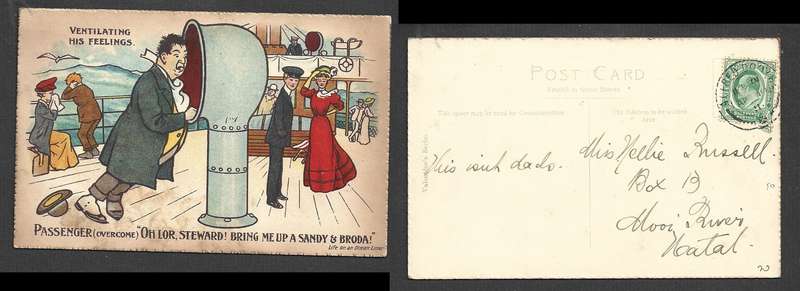 VENTILATING
HIS FEELINGS.
PASSENGER (OVERCOME) "OH LOR, STEWARD! BRING ME UP A SANDY & BRODA!"
Life on an Ocean Liner
POST CARD
This space may be used for Communication
The Address to be written
here
Valentine's Series
This isnt dado.
Miss Nellie Russell.
Box 13
Mooi River
Natal.